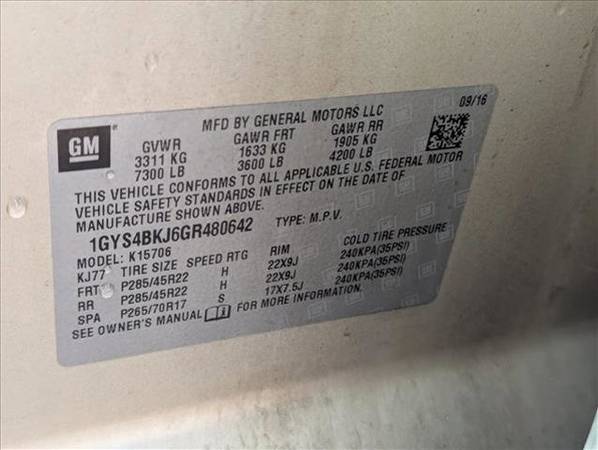 GM
MFD BY GENERAL MOTORS LLC 09/16
GVWR GAWR FRT GAWR RR
3311 KG 1633 KG 1905 KG
7300 LB 3600 LB 4200 LB
THIS VEHICLE CONFORMS TO ALL APPLICABLE U.S. FEDERAL MOTOR
VEHICLE SAFETY STANDARDS IN EFFECT ON THE DATE OF
MANUFACTURE SHOWN ABOVE.
1GYS4BKJ6GR480642 TYPE: M.P.V.
MODEL: K15706
KJ77 TIRE SIZE SPEED RTG RIM COLD TIRE PRESSURE
FRT P285/45R22 H 22X9J 240KPA(35PSI)
RR P285/45R22 H 22X9J 240KPA(35PSI)
SPA P265/70R17 S 17X7.5J 240KPA(35PSI)
SEE OWNER'S MANUAL FOR MORE INFORMATION.